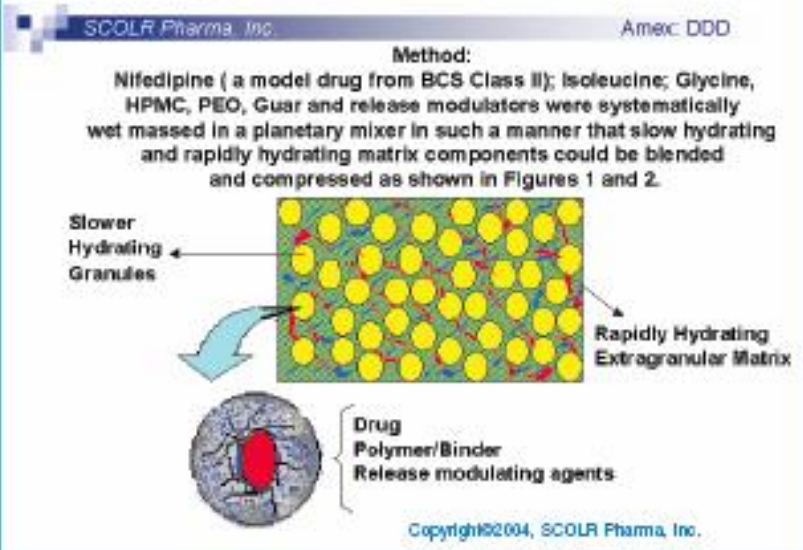 SCOLR Pharma, Inc.
Amex: DDD
Method:
Nifedipine ( a model drug from BCS Class II); Isoleucine; Glycine,
HPMC, PEO, Guar and release modulators were systematically
wet massed in a planetary mixer in such a manner that slow hydrating
and rapidly hydrating matrix components could be blended
and compressed as shown in Figures 1 and 2.
Slower
Hydrating
Granules
Rapidly Hydrating
Extragranular Matrix
Drug
Polymer/Binder
Release modulating agents
Copyright©2004, SCOLR Pharma, Inc.